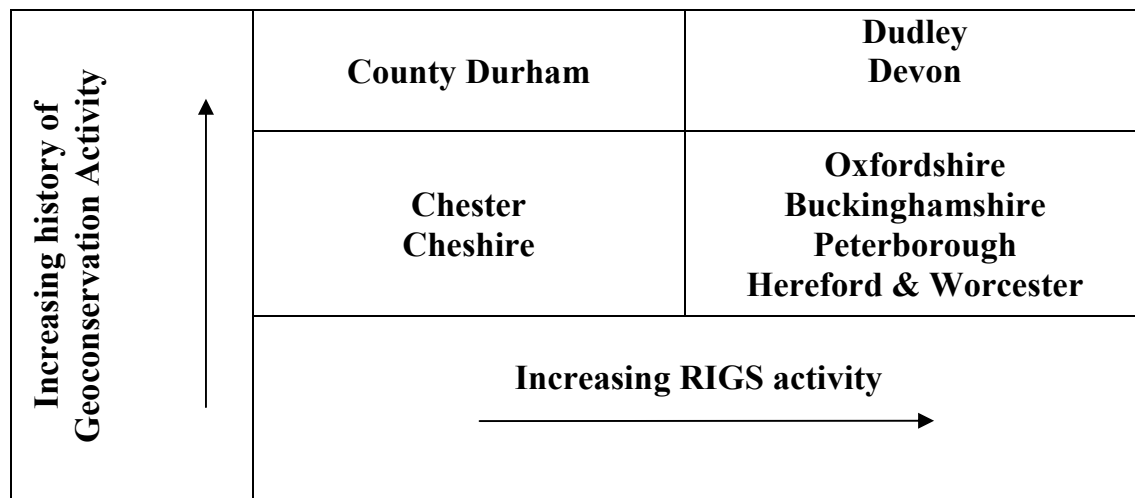 Increasing history of
Geoconservation Activity
County Durham
Dudley
Devon
Chester
Cheshire
Oxfordshire
Buckinghamshire
Peterborough
Hereford & Worcester
Increasing RIGS activity